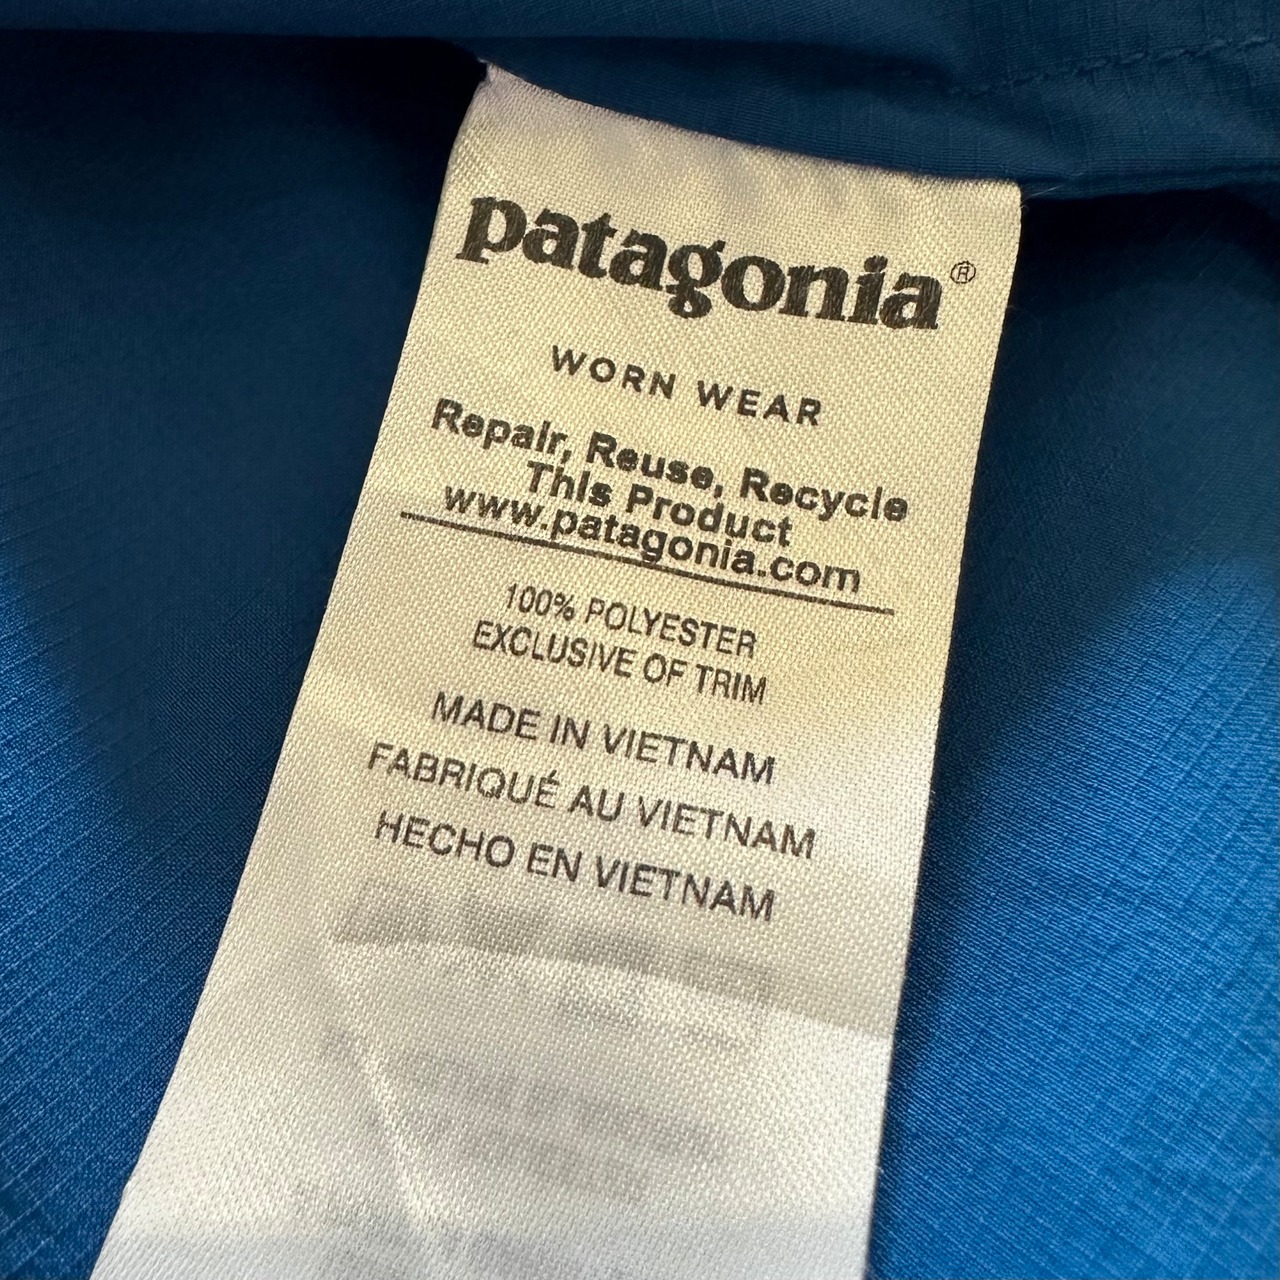 patagonia®
WORN WEAR
Repair, Reuse, Recycle
This Product
www.patagonia.com
100% POLYESTER
EXCLUSIVE OF TRIM
MADE IN VIETNAM
FABRIQUÉ AU VIETNAM
HECHO EN VIETNAM